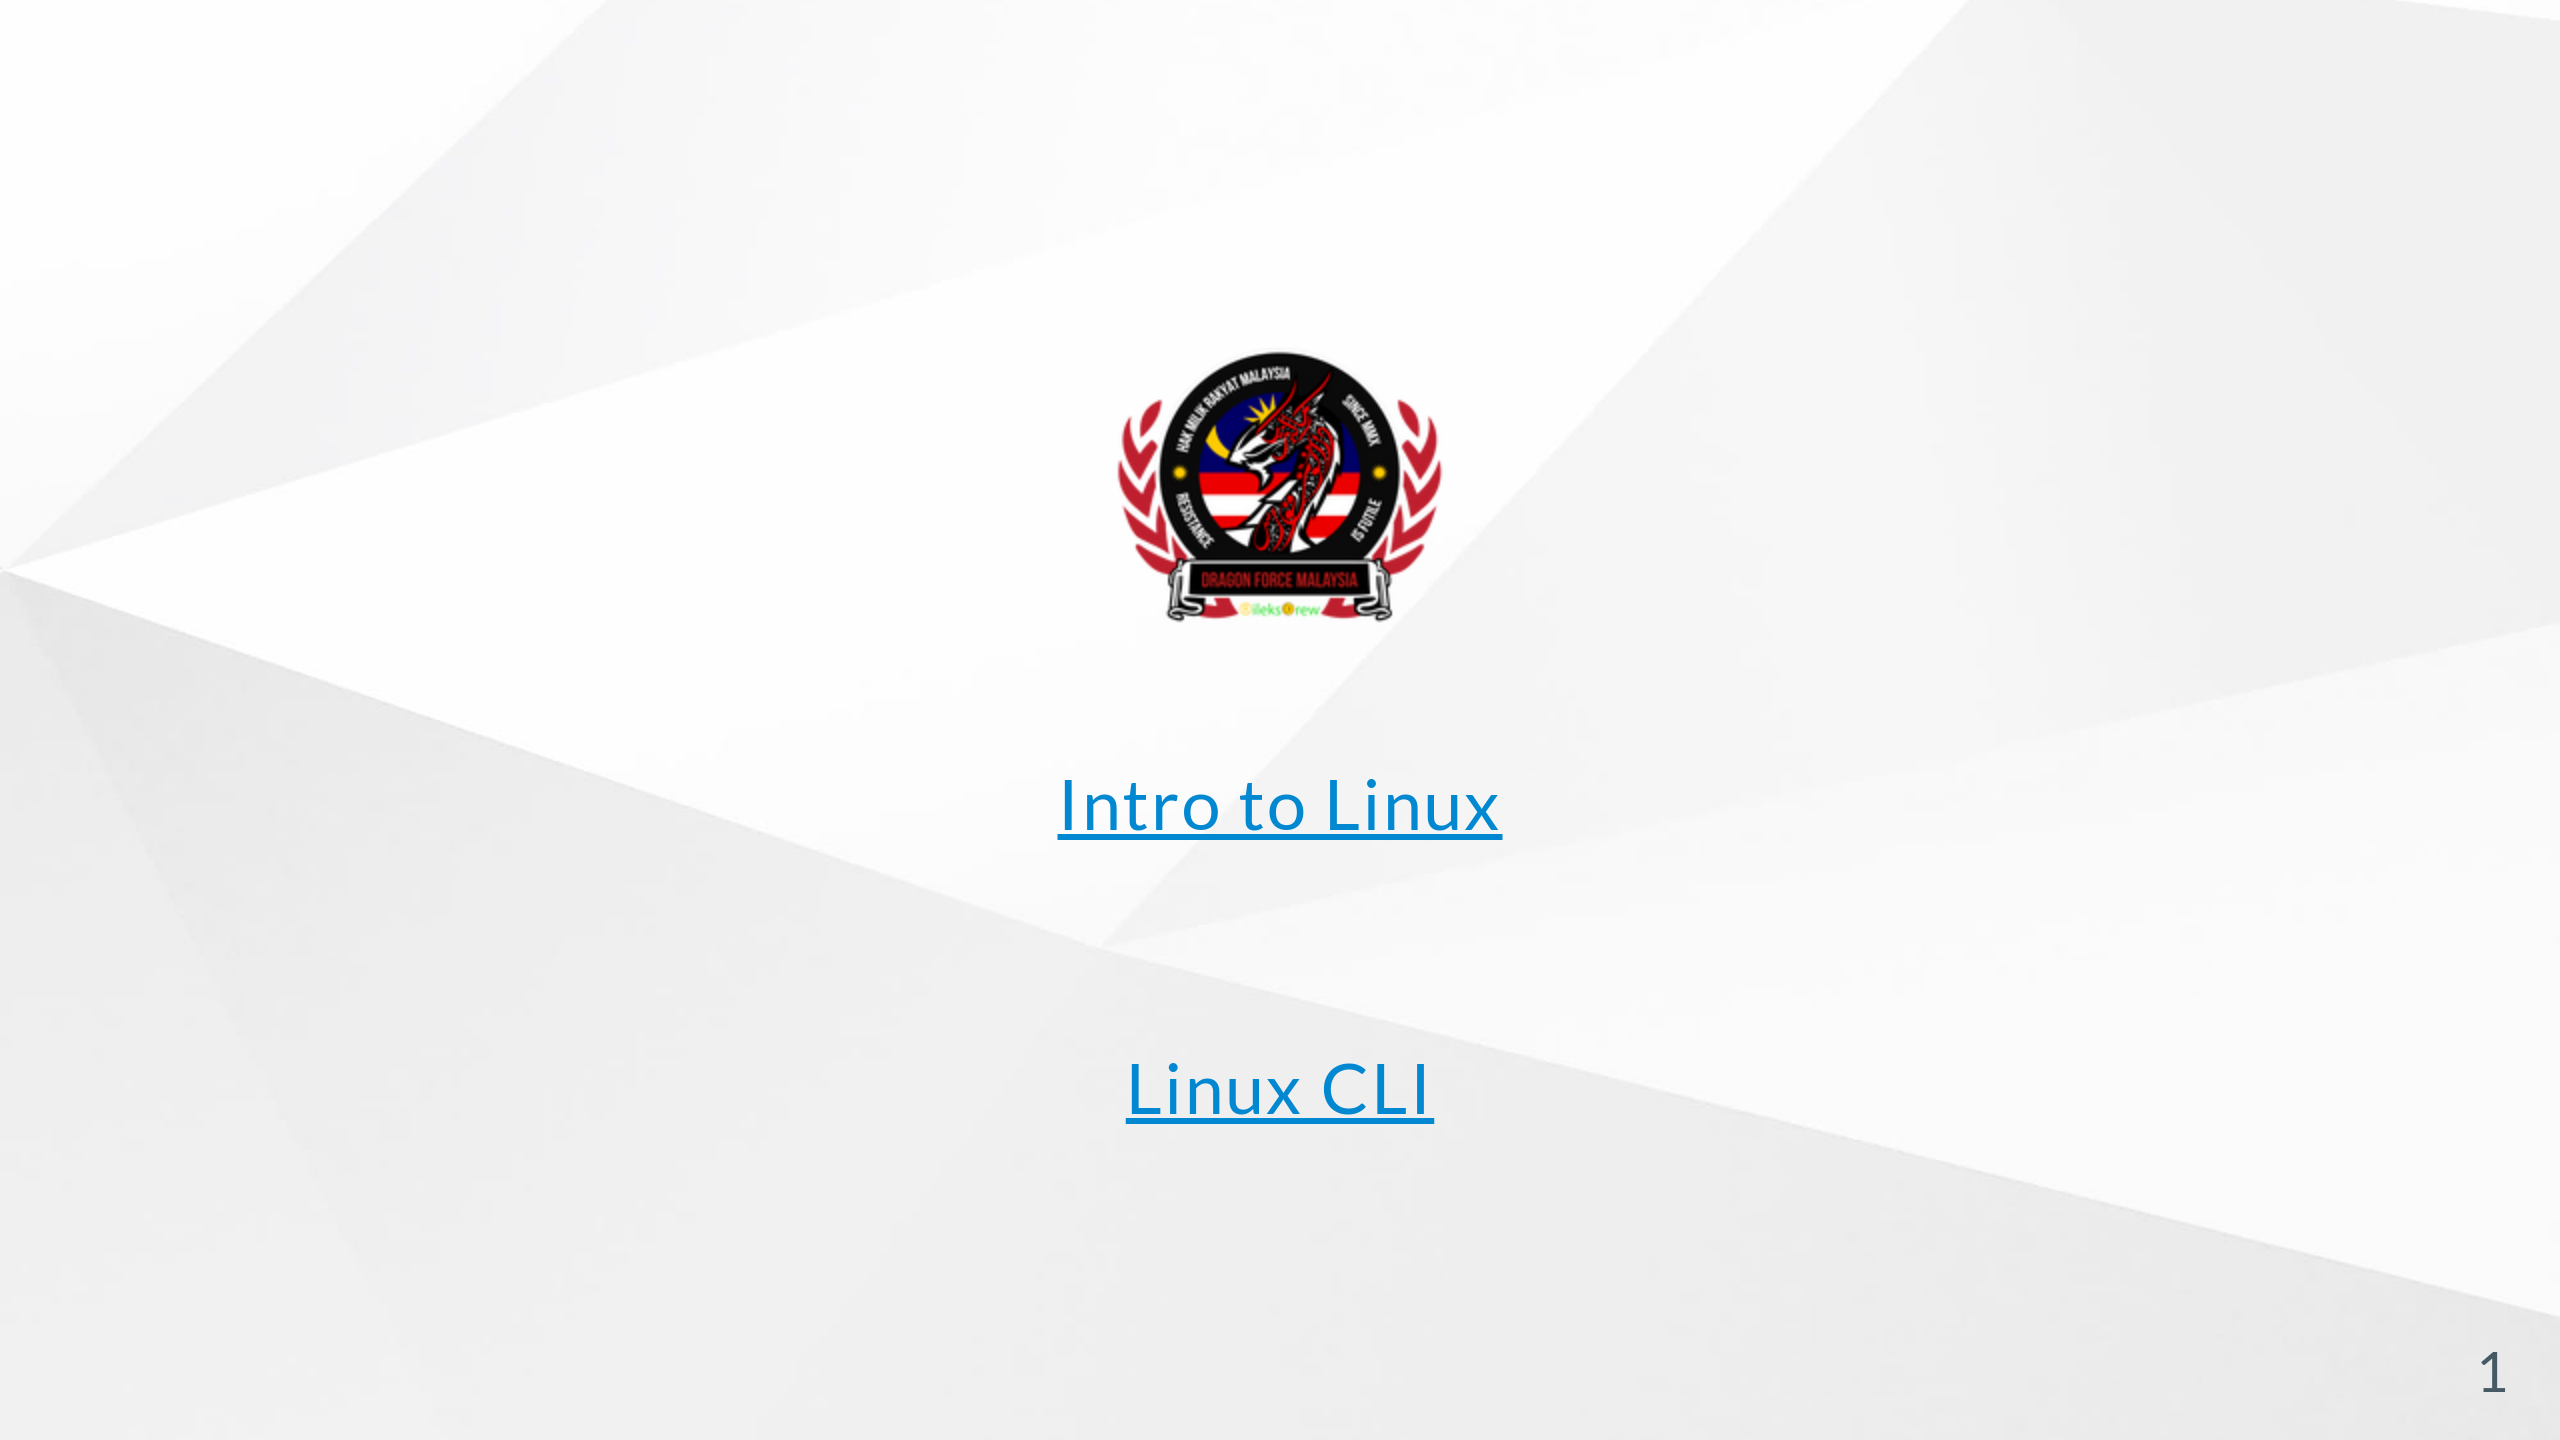 HAK MILIK RAKYAT MALAYSIA
SINCE MMX
RESISTANCE
IS FUTILE
DRAGON FORCE MALAYSIA
Intro to Linux
Linux CLI
1